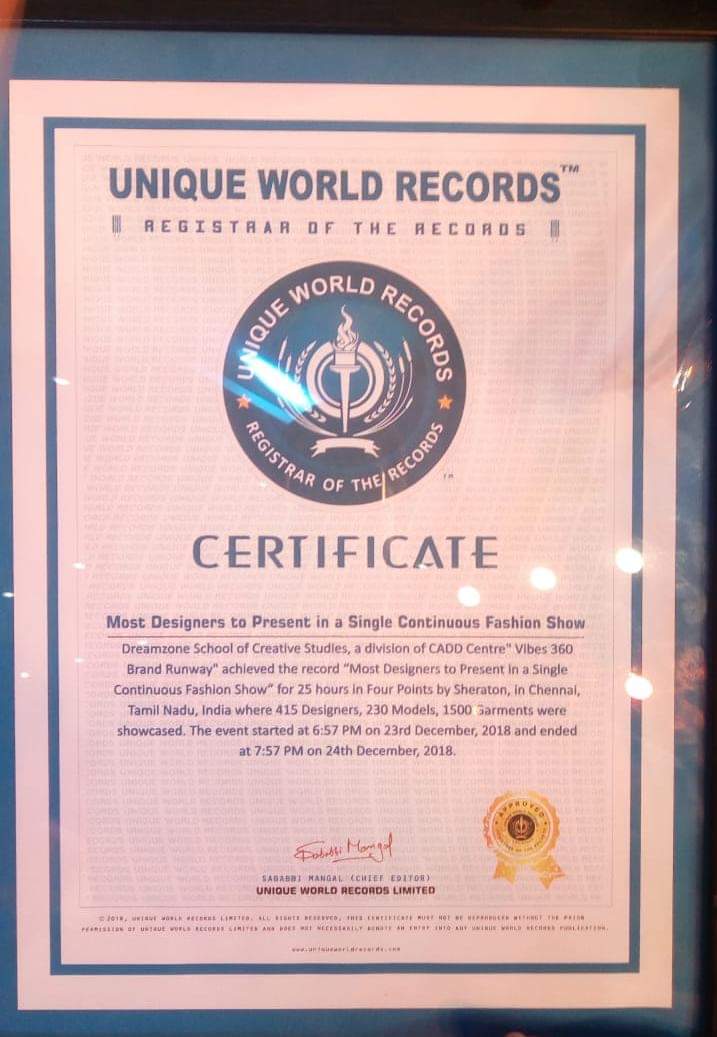 UNIQUE WORLD RECORDS™
REGISTRAR OF THE RECORDS
UNIQUE WORLD RECORDS
REGISTRAR OF THE RECORDS
TM
CERTIFICATE
Most Designers to Present in a Single Continuous Fashion Show
Dreamzone School of Creative Studies, a division of CADD Centre" Vibes 360
Brand Runway" achieved the record "Most Designers to Present in a Single
Continuous Fashion Show" for 25 hours in Four Points by Sheraton, in Chennai,
Tamil Nadu, India where 415 Designers, 230 Models, 1500 Garments were
showcased. The event started at 6:57 PM on 23rd December, 2018 and ended
at 7:57 PM on 24th December, 2018.
APPROVED
Sababbi Mangal
SABABBI MANGAL (CHIEF EDITOR)
UNIQUE WORLD RECORDS LIMITED
© 2018, UNIQUE WORLD RECORDS LIMITED. ALL RIGHTS RESERVED, THIS CERTIFICATE MUST NOT BE REPRODUCED WITHOUT THE PRIOR
PERMISSION OF UNIQUE WORLD RECORDS LIMITED AND DOES NOT NECESSARILY DENOTE AN ENTRY INTO ANY UNIQUE WORLD RECORDS PUBLICATION.
www.uniqueworldrecords.com